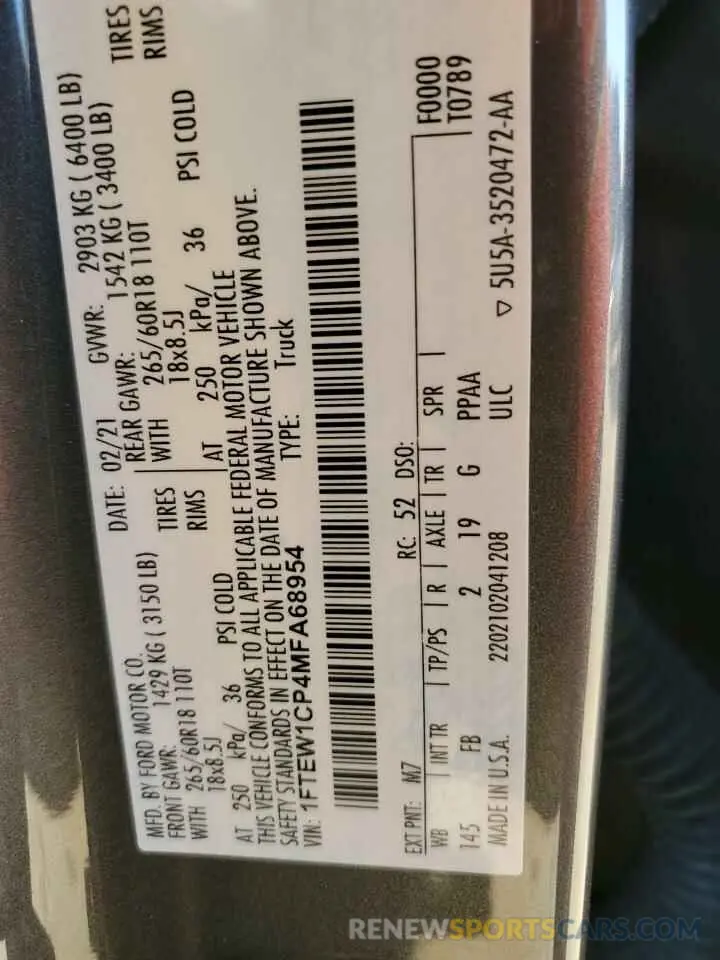 MFD. BY FORD MOTOR CO.
DATE: 02/21 GVWR: 2903 KG ( 6400 LB)
FRONT GAWR: 1429 KG ( 3150 LB)
REAR GAWR: 1542 KG ( 3400 LB)
WITH 265/60R18 110T TIRES
WITH 265/60R18 110T TIRES
18x8.5J RIMS
18x8.5J RIMS
AT 250 kPa/ 36 PSI COLD
AT 250 kPa/ 36 PSI COLD
THIS VEHICLE CONFORMS TO ALL APPLICABLE FEDERAL MOTOR VEHICLE
SAFETY STANDARDS IN EFFECT ON THE DATE OF MANUFACTURE SHOWN ABOVE.
VIN: 1FTEW1CP4MFA68954 TYPE: Truck
EXT PNT: M7 RC: 52 DSO: F0000
WB INT TR TP/PS R AXLE TR SPR T0789
145 FB 2 19 G PPAA
MADE IN U.S.A. 2202102041208 ULC ▽ 5U5A-3520472-AA
RENEWSPORTSCARS.COM